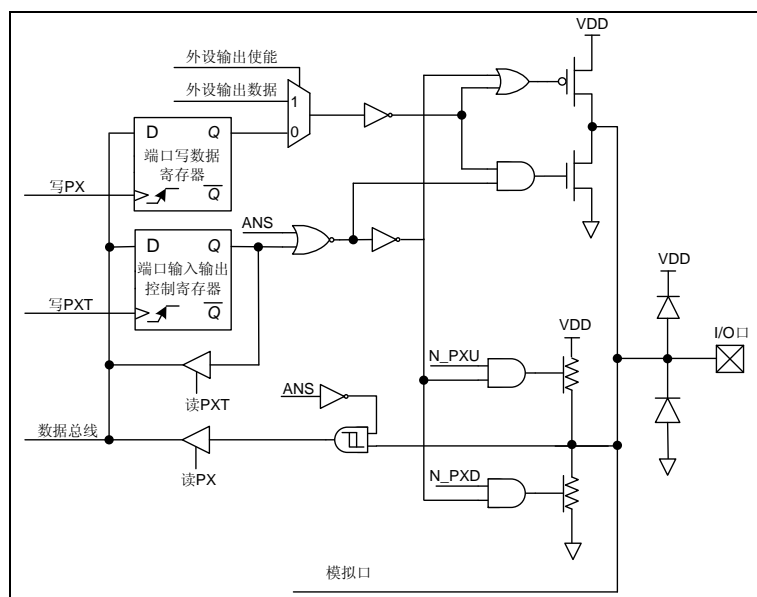 VDD
外设输出使能
外设输出数据
1
0
D
Q
端口写数据
寄存器
Q
写PX
ANS
D
Q
端口输入输出
控制寄存器
Q
写PXT
VDD
I/O口
VDD
N_PXU
读PXT
ANS
数据总线
读PX
N_PXD
模拟口